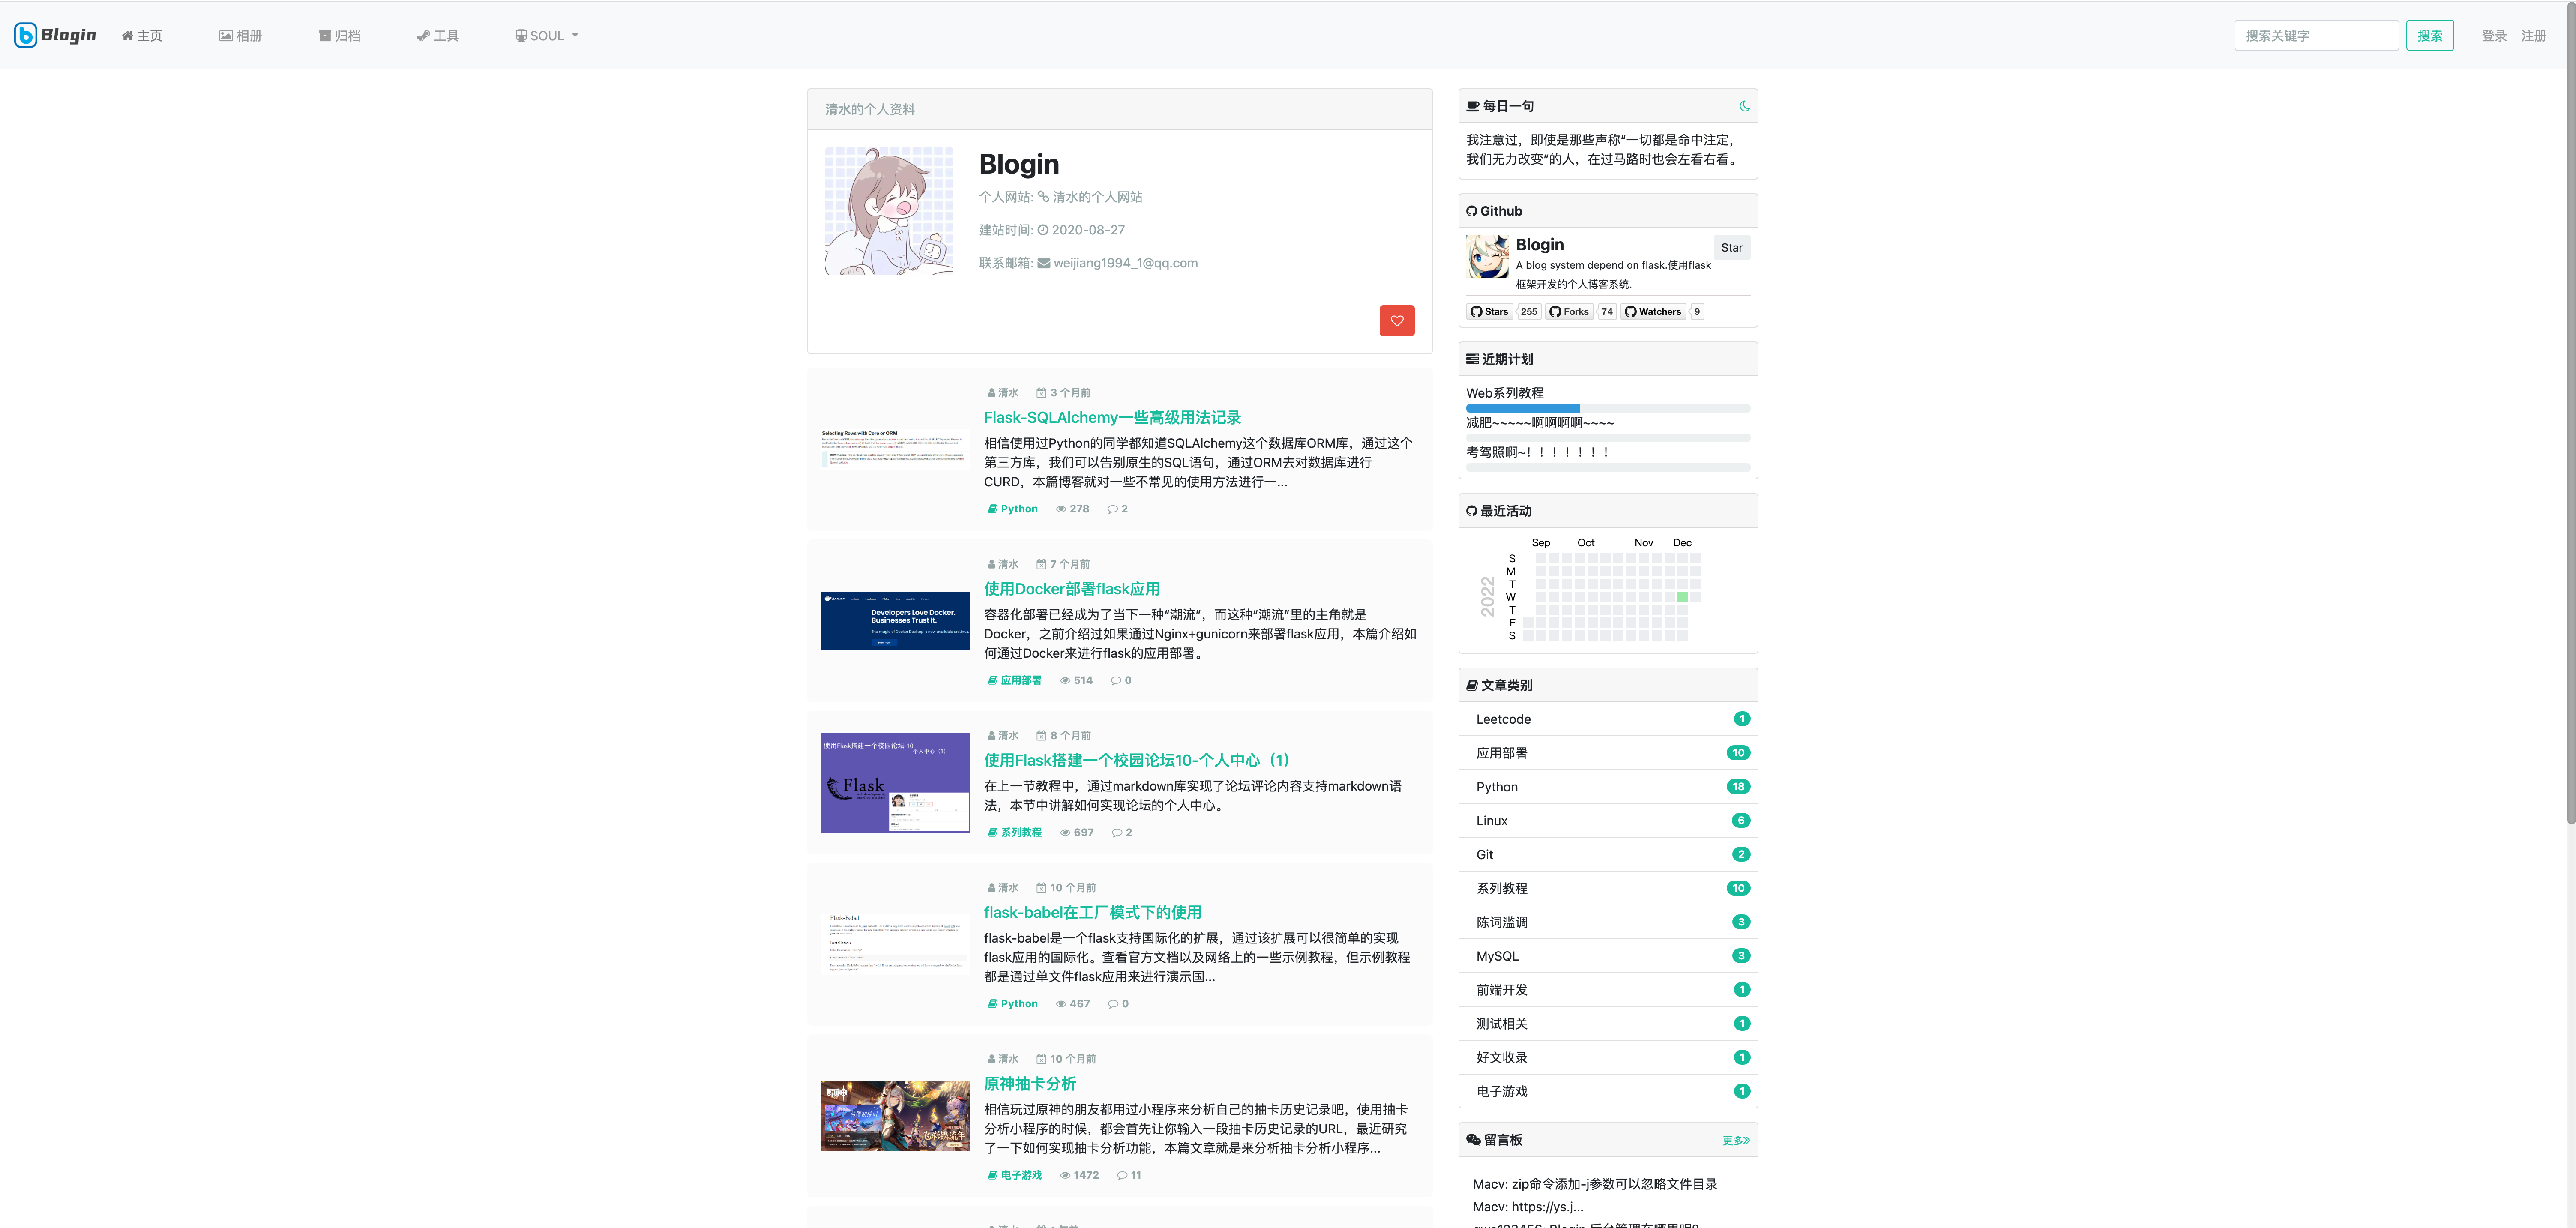 Blogin
主页
相册
归档
工具
SOUL
搜索关键字
搜索
登录
注册
清水的个人资料
Blogin
个人网站: 清水的个人网站
建站时间: 2020-08-27
联系邮箱: weijiang1994_1@qq.com
清水 3 个月前
Selecting Rows with Core or ORM
Flask-SQLAlchemy一些高级用法记录
相信使用过Python的同学都知道SQLAlchemy这个数据库ORM库，通过这个
第三方库，我们可以告别原生的SQL语句，通过ORM去对数据库进行
CURD，本篇博客就对一些不常见的使用方法进行一...
Python 278 2
清水 7 个月前
Developers Love Docker.
Businesses Trust It.
使用Docker部署flask应用
容器化部署已经成为了当下一种“潮流”，而这种“潮流”里的主角就是
Docker，之前介绍过如果通过Nginx+gunicorn来部署flask应用，本篇介绍如
何通过Docker来进行flask的应用部署。
应用部署 514 0
清水 8 个月前
使用Flask搭建一个校园论坛-10
个人中心（1）
Flask
使用Flask搭建一个校园论坛10-个人中心（1）
在上一节教程中，通过markdown库实现了论坛评论内容支持markdown语
法，本节中讲解如何实现论坛的个人中心。
系列教程 697 2
清水 10 个月前
Flask-Babel
flask-babel在工厂模式下的使用
flask-babel是一个flask支持国际化的扩展，通过该扩展可以很简单的实现
flask应用的国际化。查看官方文档以及网络上的一些示例教程，但示例教程
都是通过单文件flask应用来进行演示国...
Python 467 0
清水 10 个月前
原神抽卡分析
相信玩过原神的朋友都用过小程序来分析自己的抽卡历史记录吧，使用抽卡
分析小程序的时候，都会首先让你输入一段抽卡历史记录的URL，最近研究
了一下如何实现抽卡分析功能，本篇文章就是来分析抽卡分析小程序...
电子游戏 1472 11
每日一句
我注意过，即使是那些声称“一切都是命中注定，
我们无力改变”的人，在过马路时也会左看右看。
Github
Blogin
Star
A blog system depend on flask.使用flask
框架开发的个人博客系统.
Stars 255 Forks 74 Watchers 9
近期计划
Web系列教程
减肥~~~~~啊啊啊啊~~~~
考驾照啊~！！！！！！！
最近活动
Sep Oct Nov Dec
2022
S
M
T
W
T
F
S
文章类别
Leetcode 1
应用部署 10
Python 18
Linux 6
Git 2
系列教程 10
陈词滥调 3
MySQL 3
前端开发 1
测试相关 1
好文收录 1
电子游戏 1
留言板 更多»
Macv: zip命令添加-j参数可以忽略文件目录
Macv: https://ys.j...